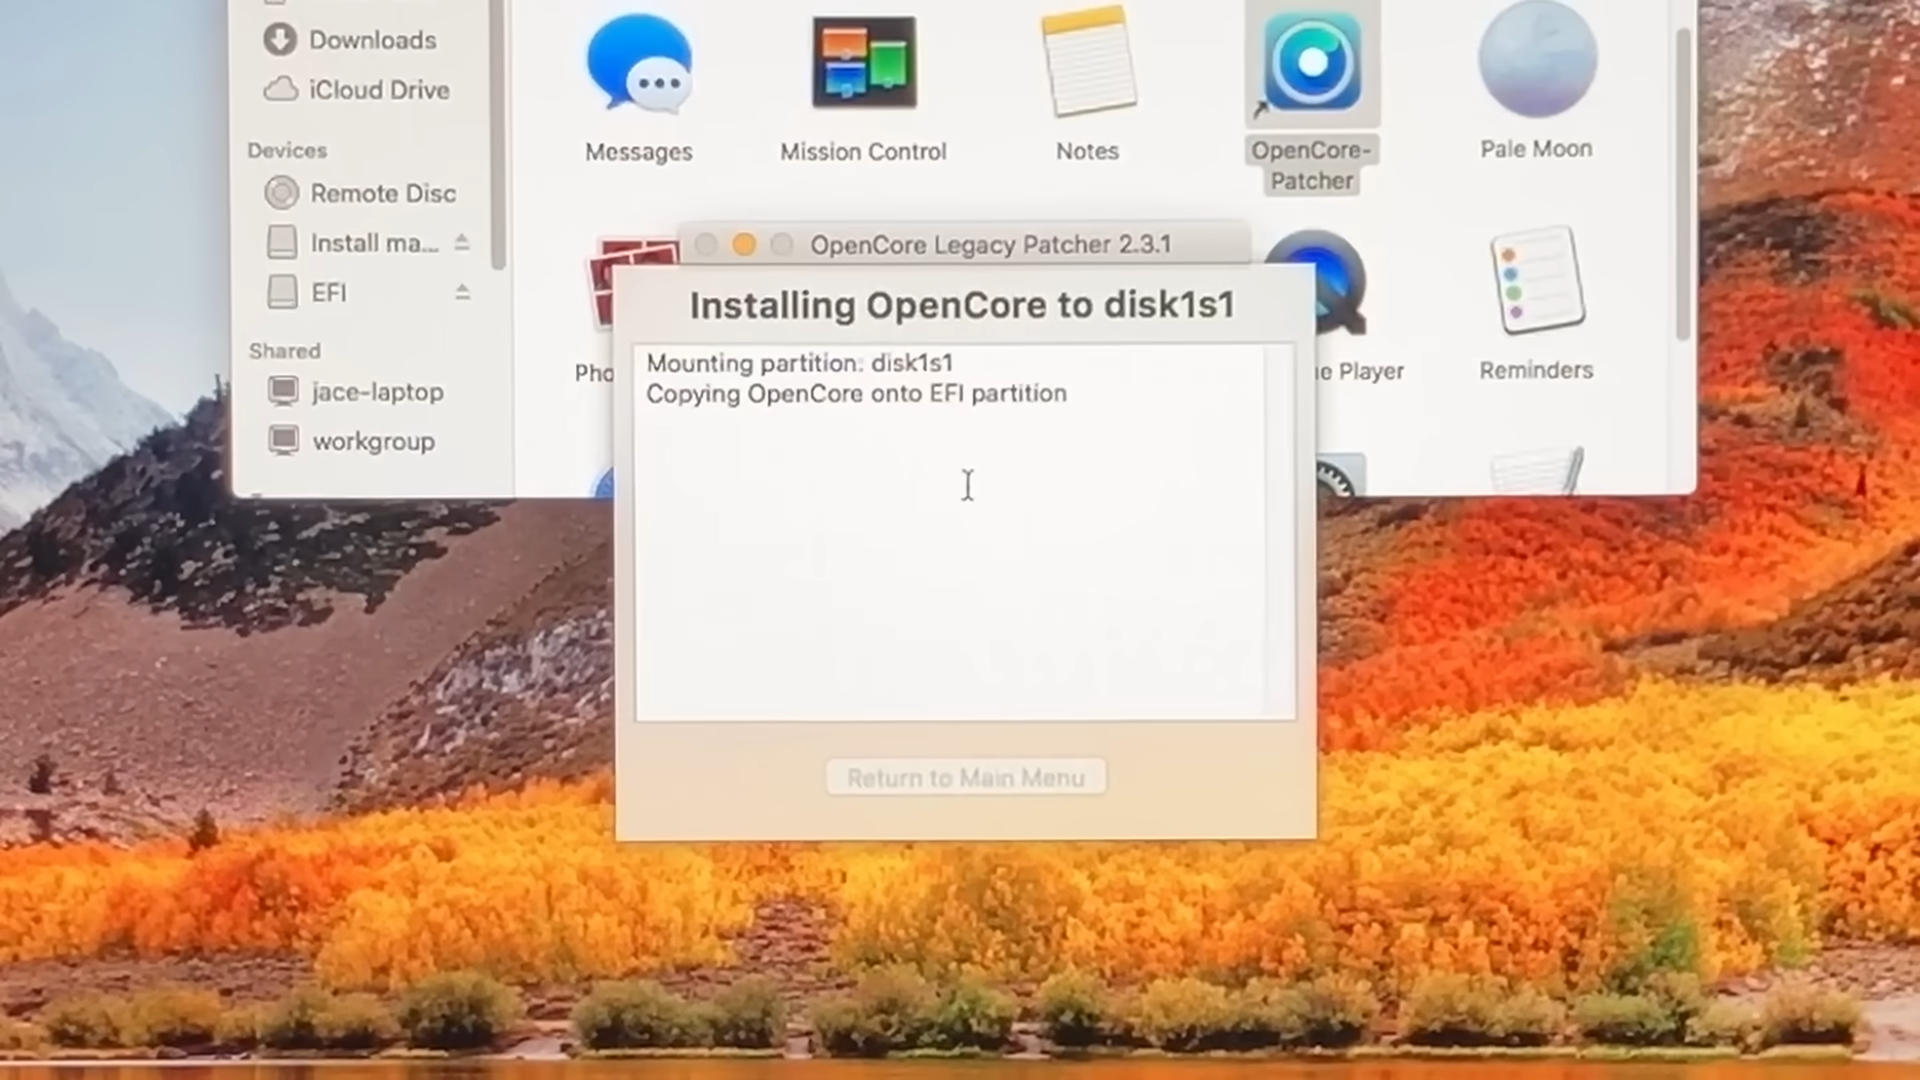 Downloads
iCloud Drive
Devices
Remote Disc
Install ma...
EFI
Shared
jace-laptop
workgroup
Messages
Mission Control
Notes
OpenCore-
Patcher
Pale Moon
Pho
ie Player
Reminders
OpenCore Legacy Patcher 2.3.1
Installing OpenCore to disk1s1
Mounting partition: disk1s1
Copying OpenCore onto EFI partition
Return to Main Menu